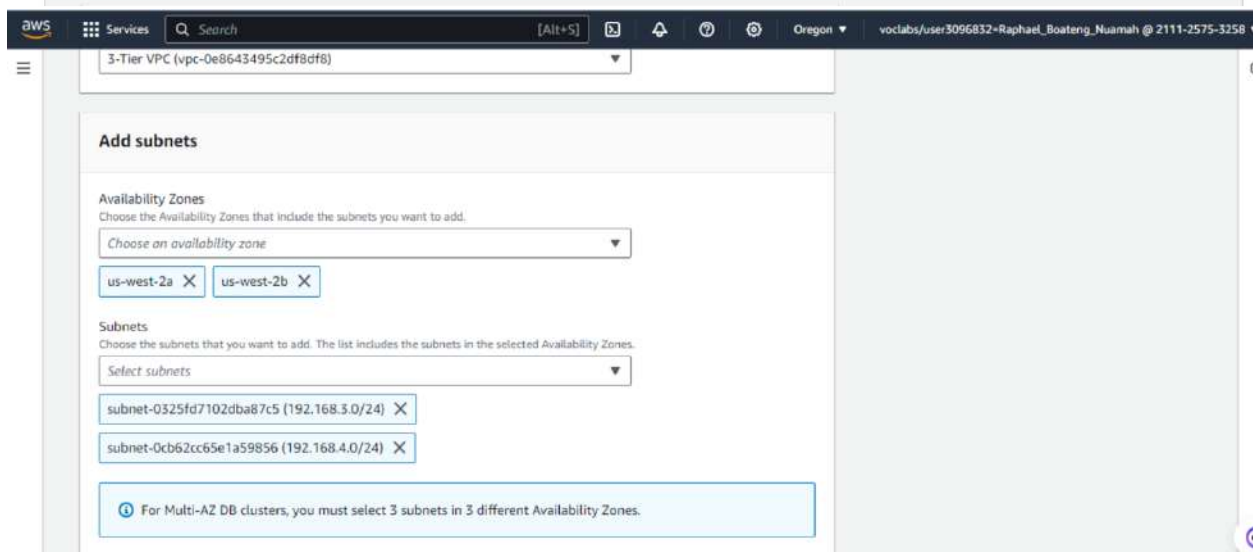 aws Services Search [Alt+S] Oregon voclabs/user3096832=Raphael_Boateng_Nuamah @ 2111-2575-3258
3-Tier VPC (vpc-0e8643495c2df8df8)
Add subnets
Availability Zones
Choose the Availability Zones that include the subnets you want to add.
Choose an availability zone
us-west-2a us-west-2b
Subnets
Choose the subnets that you want to add. The list includes the subnets in the selected Availability Zones.
Select subnets
subnet-0325fd7102dba87c5 (192.168.3.0/24)
subnet-0cb62cc65e1a59856 (192.168.4.0/24)
For Multi-AZ DB clusters, you must select 3 subnets in 3 different Availability Zones.